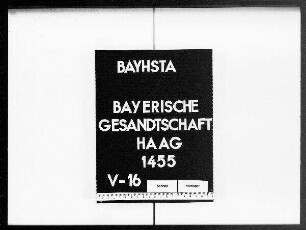 BAYHSTA
BAYERISCHE
GESANDTSCHAFT
HAAG
1455
V-16